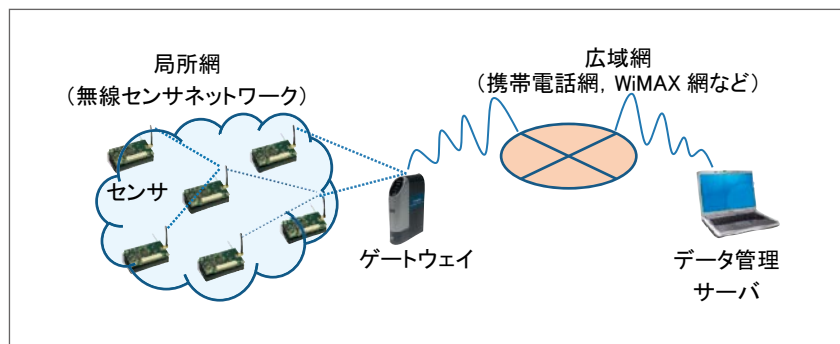 局所網
（無線センサネットワーク）
広域網
（携帯電話網，WiMAX 網など）
センサ
ゲートウェイ
データ管理
サーバ